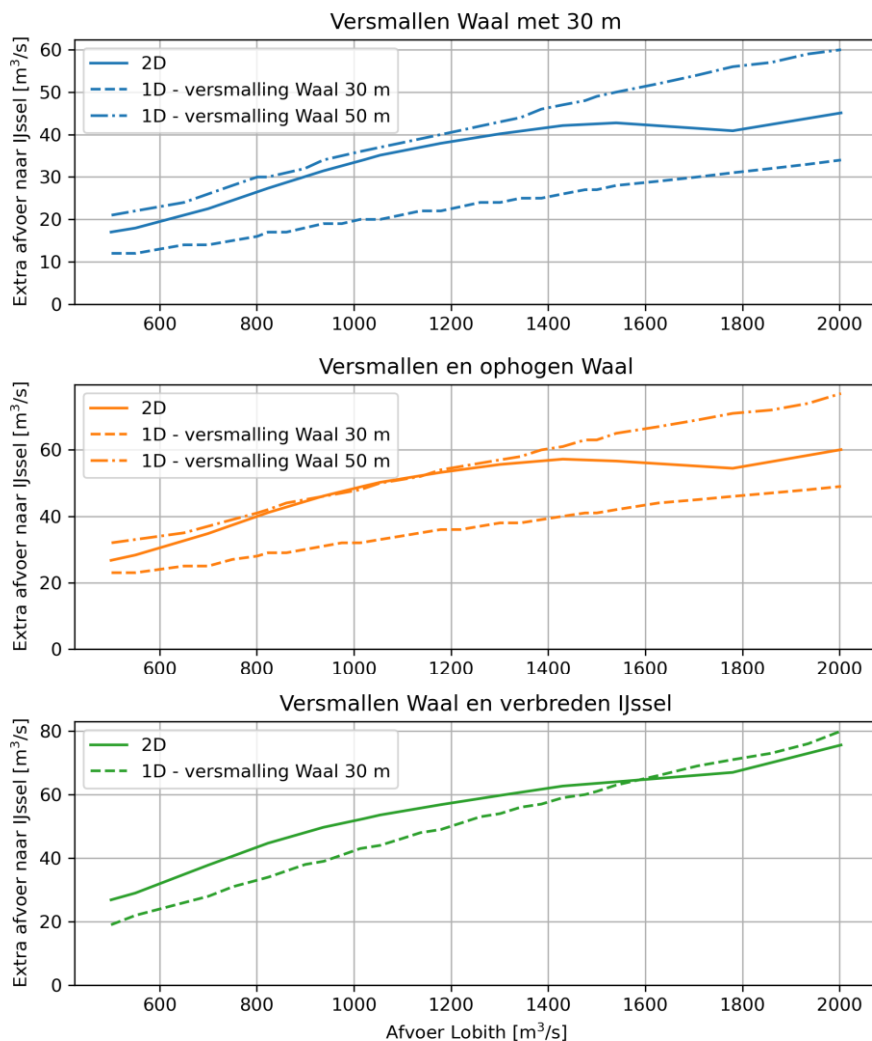 Versmallen Waal met 30 m
Extra afvoer naar IJssel [m³/s]
60
50
40
30
20
10
0
2D
1D - versmalling Waal 30 m
1D - versmalling Waal 50 m
600 800 1000 1200 1400 1600 1800 2000
Versmallen en ophogen Waal
Extra afvoer naar IJssel [m³/s]
60
40
20
0
2D
1D - versmalling Waal 30 m
1D - versmalling Waal 50 m
600 800 1000 1200 1400 1600 1800 2000
Versmallen Waal en verbreden IJssel
Extra afvoer naar IJssel [m³/s]
80
60
40
20
0
2D
1D - versmalling Waal 30 m
600 800 1000 1200 1400 1600 1800 2000
Afvoer Lobith [m³/s]